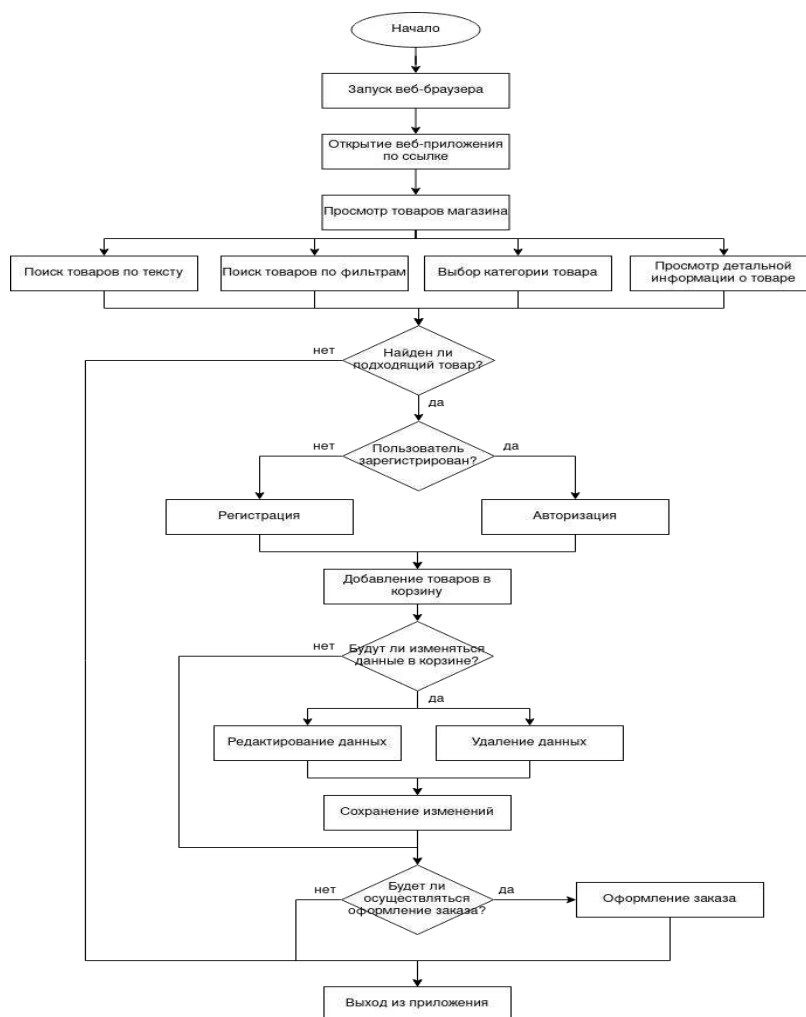 Начало
Запуск веб-браузера
Открытие веб-приложения
по ссылке
Просмотр товаров магазина
Поиск товаров по тексту
Поиск товаров по фильтрам
Выбор категории товара
Просмотр детальной
информации о товаре
нет
Найден ли
подходящий товар?
да
нет
Пользователь
зарегистрирован?
да
Регистрация
Авторизация
Добавление товаров в
корзину
нет
Будут ли изменяться
данные в корзине?
да
Редактирование данных
Удаление данных
Сохранение изменений
нет
Будет ли
осуществляться
оформление заказа?
да
Оформление заказа
Выход из приложения